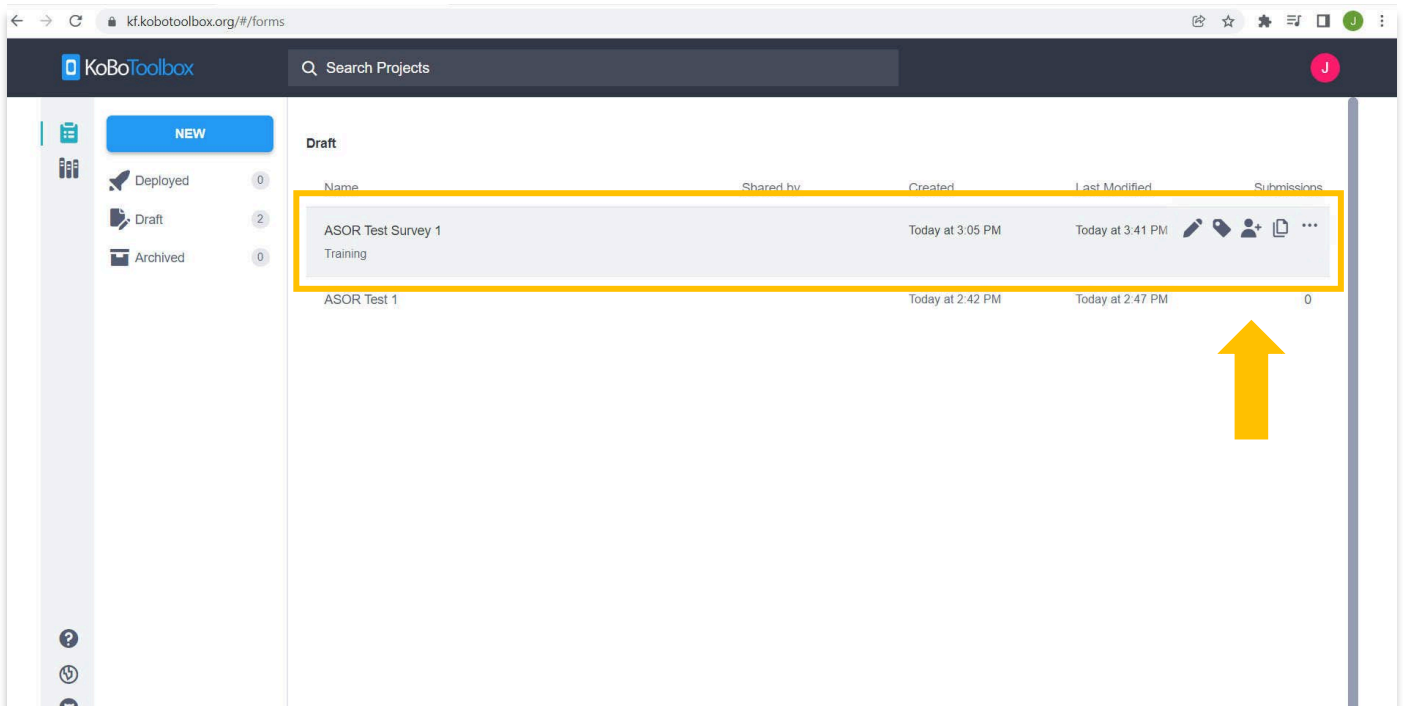 kf.kobotoolbox.org/#/forms
J
KoBoToolbox
Search Projects
J
NEW
Deployed 0
Draft 2
Archived 0
Draft
Name Shared by Created Last Modified Submissions
ASOR Test Survey 1 Today at 3:05 PM Today at 3:41 PM
Training
ASOR Test 1 Today at 2:42 PM Today at 2:47 PM 0